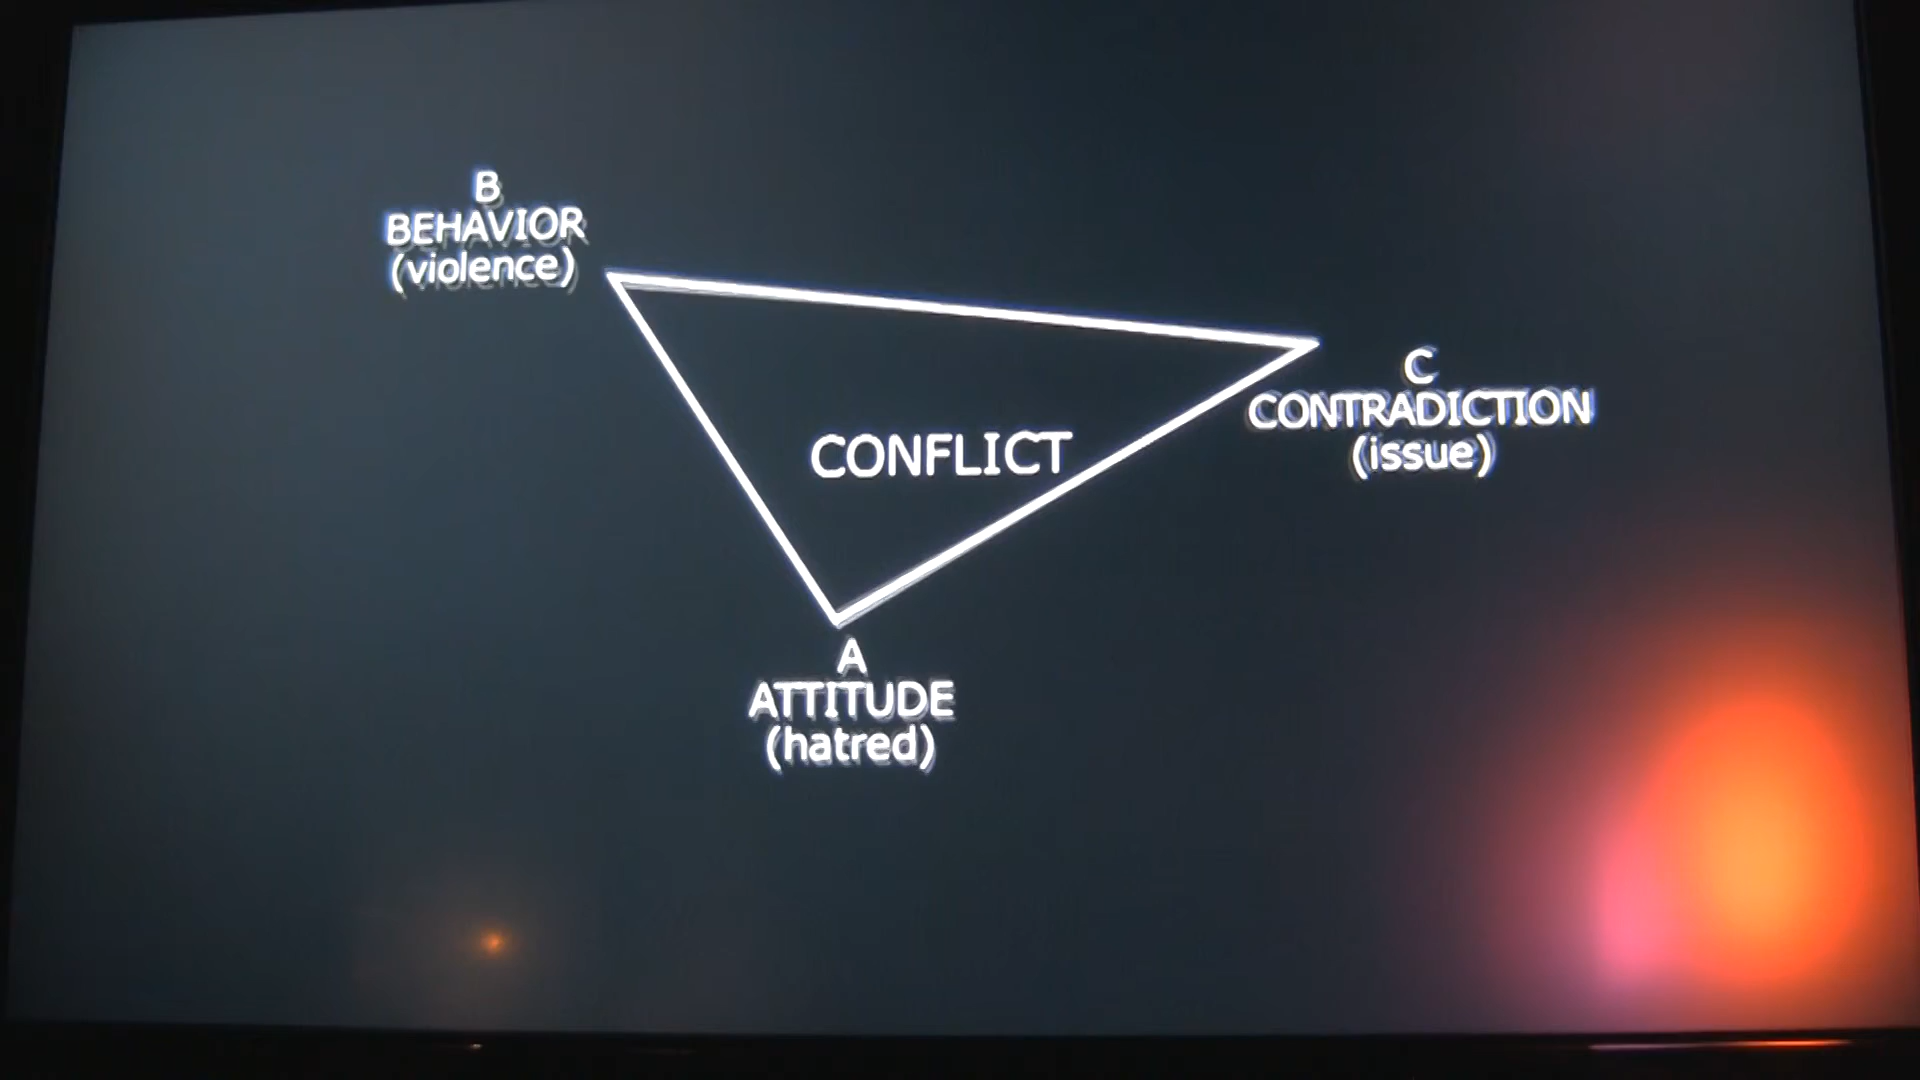 B
BEHAVIOR
(violence)
C
CONTRADICTION
(issue)
CONFLICT
A
ATTITUDE
(hatred)